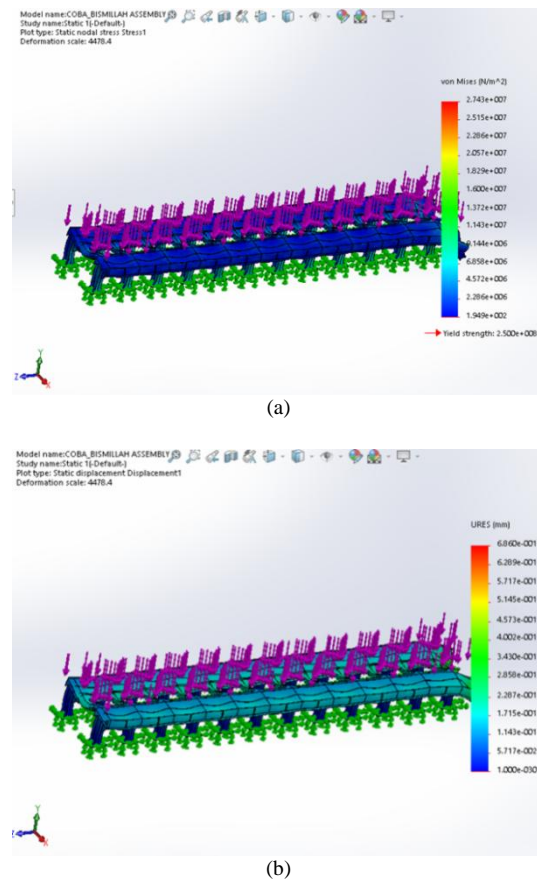 Model name:COBA_BISMILLAH ASSEMBLY
Study name:Static 1(-Default-)
Plot type: Static nodal stress Stress1
Deformation scale: 4478.4
von Mises (N/m^2)
2.743e+007
2.515e+007
2.286e+007
2.057e+007
1.829e+007
1.600e+007
1.372e+007
1.143e+007
9.144e+006
6.858e+006
4.572e+006
2.286e+006
1.949e+002
Yield strength: 2.500e+008
Y
Z
X
(a)
Model name:COBA_BISMILLAH ASSEMBLY
Study name:Static 1(-Default-)
Plot type: Static displacement Displacement1
Deformation scale: 4478.4
URES (mm)
6.860e-001
6.289e-001
5.717e-001
5.145e-001
4.573e-001
4.002e-001
3.430e-001
2.858e-001
2.287e-001
1.715e-001
1.143e-001
5.717e-002
1.000e-030
Y
Z
X
(b)